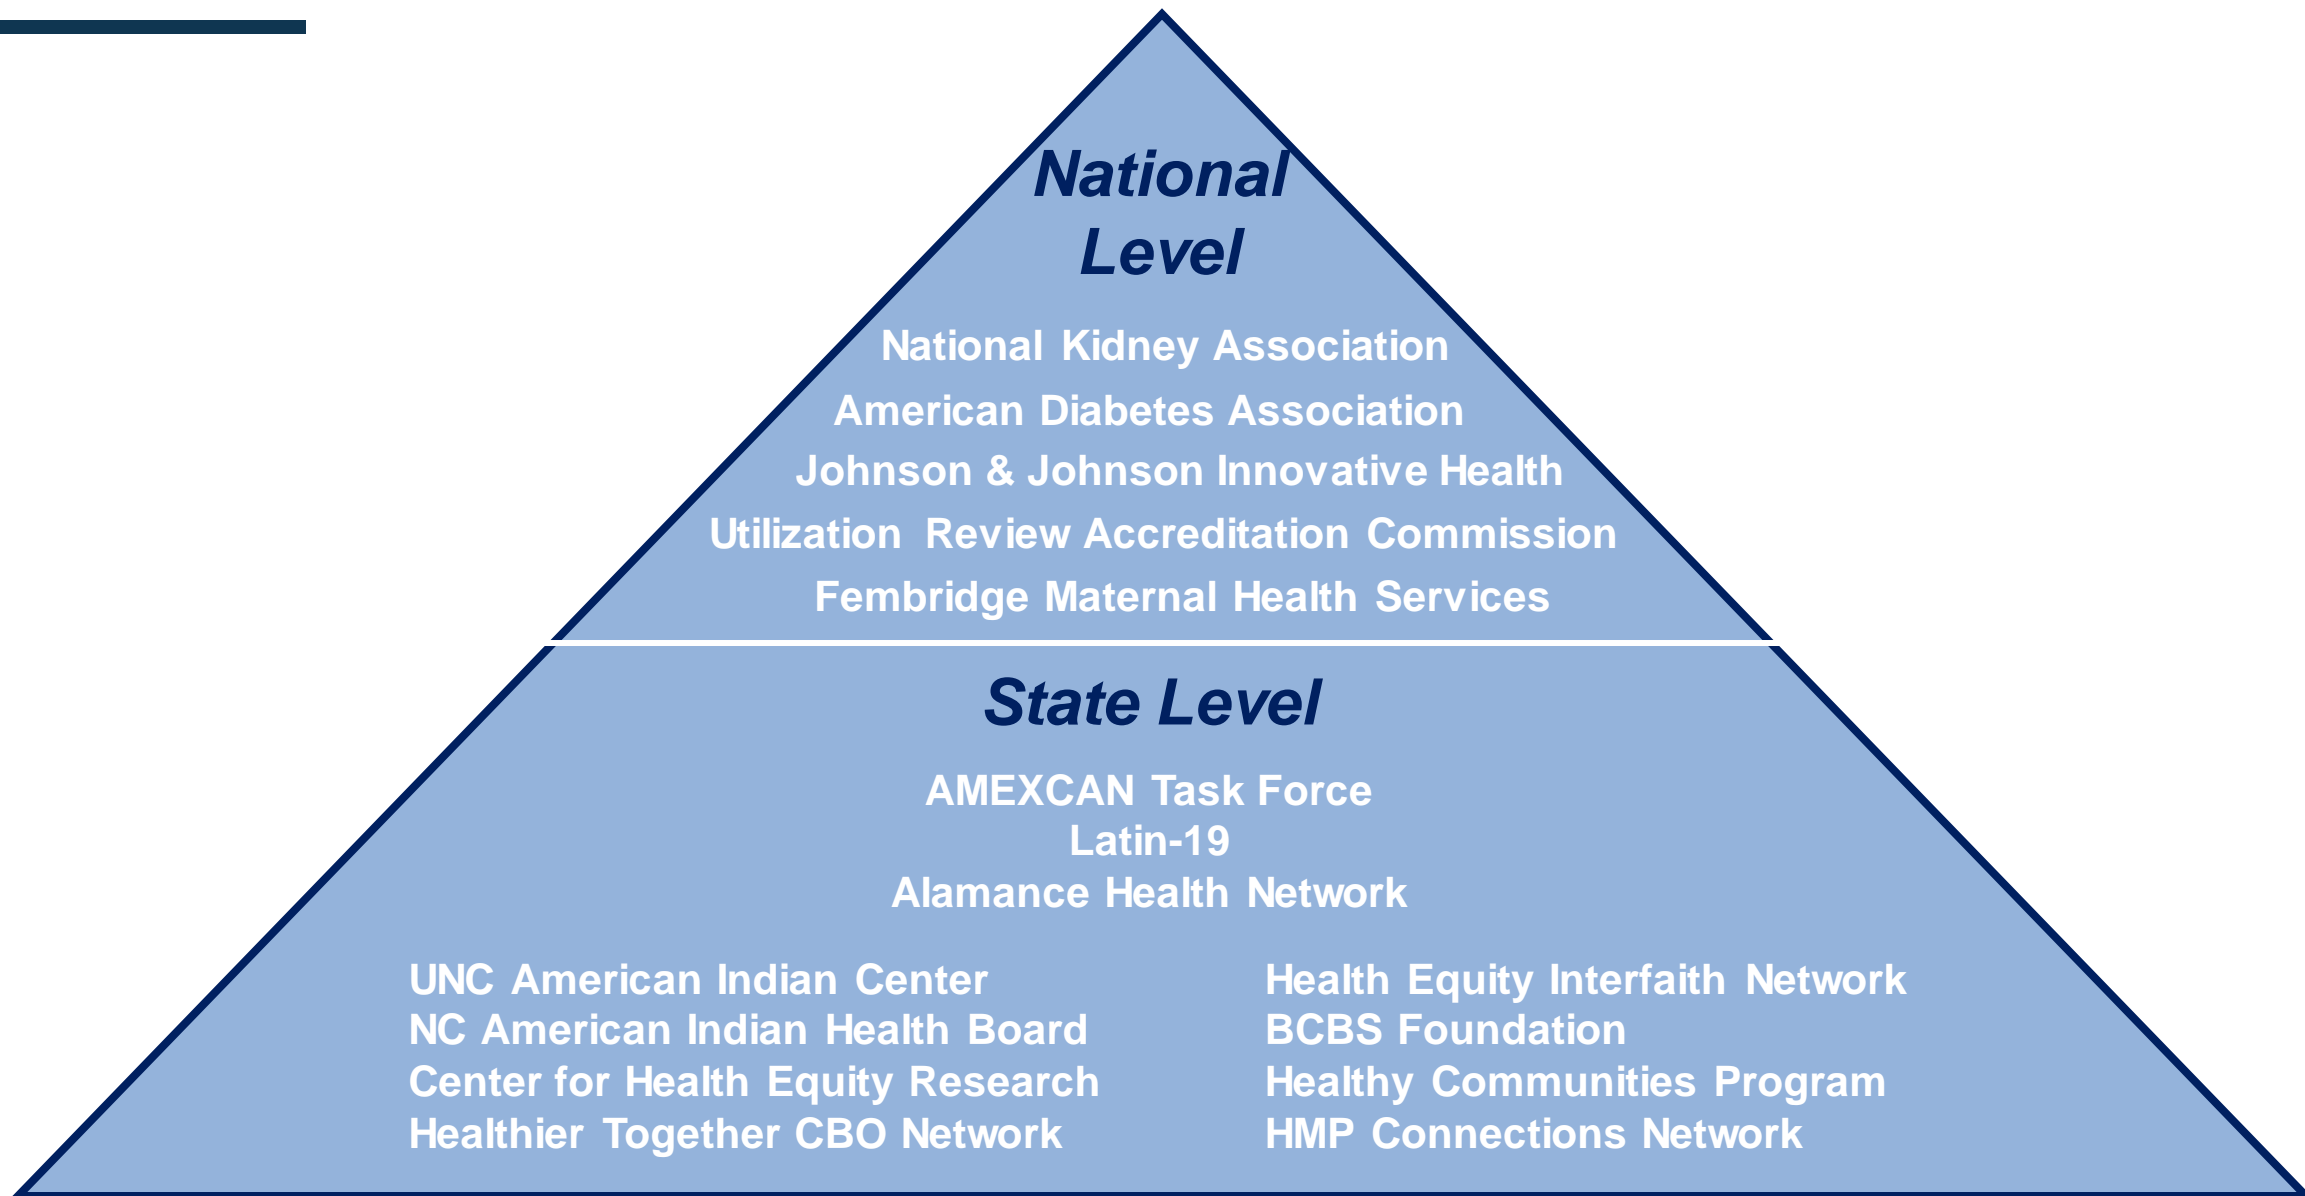 National
Level
National Kidney Association
American Diabetes Association
Johnson & Johnson Innovative Health
Utilization Review Accreditation Commission
Fembridge Maternal Health Services
State Level
AMEXCAN Task Force
Latin-19
Alamance Health Network
UNC American Indian Center
NC American Indian Health Board
Center for Health Equity Research
Healthier Together CBO Network
Health Equity Interfaith Network
BCBS Foundation
Healthy Communities Program
HMP Connections Network